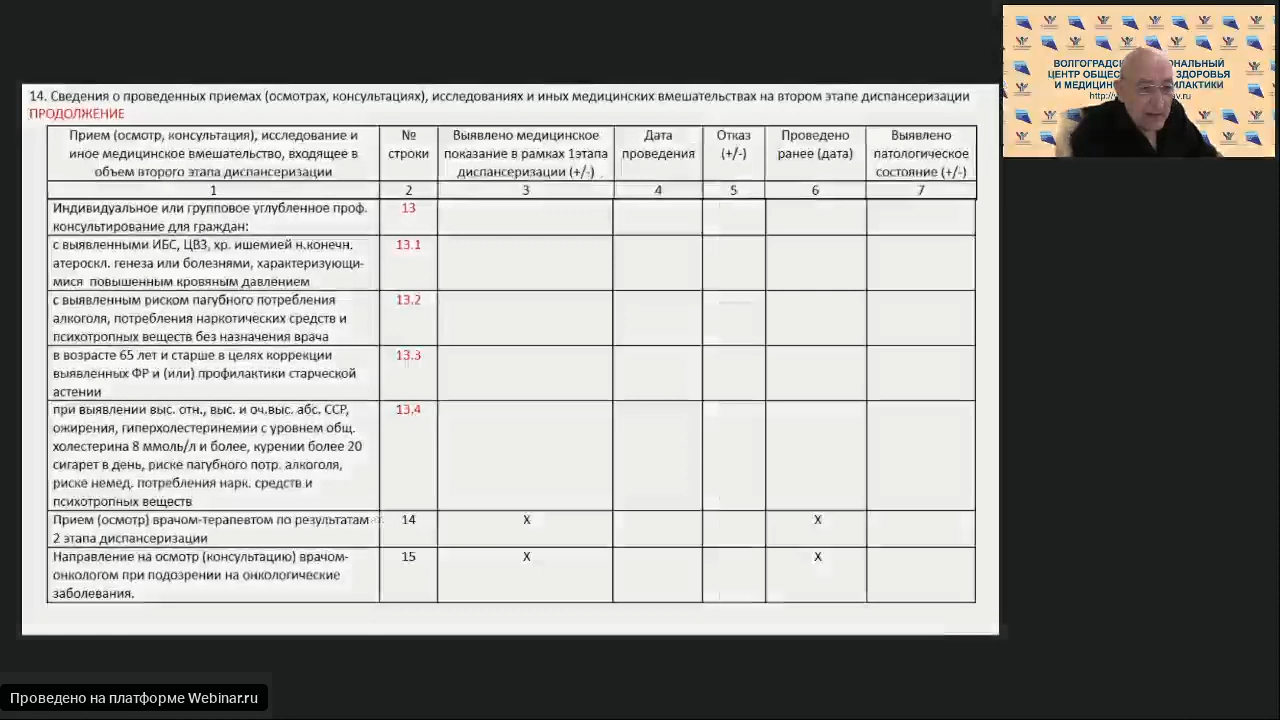 14. Сведения о проведенных приемах (осмотрах, консультациях), исследованиях и иных медицинских вмешательствах на втором этапе диспансеризации
ПРОДОЛЖЕНИЕ
Прием (осмотр, консультация), исследование и
иное медицинское вмешательство, входящее в
объем второго этапа диспансеризации
№
строки
Выявлено медицинское
показание в рамках 1этапа
диспансеризации (+/-)
Дата
проведения
Отказ
(+/-)
Проведено
ранее (дата)
Выявлено
патологическое
состояние (+/-)
1 2 3 4 5 6 7
Индивидуальное или групповое углубленное проф. 13
консультирование для граждан:
с выявленными ИБС, ЦВЗ, хр. ишемией н.конечн. 13.1
атероскл. генеза или болезнями, характеризующи-
мися повышенным кровяным давлением
с выявленным риском пагубного потребления 13.2
алкоголя, потребления наркотических средств и
психотропных веществ без назначения врача
в возрасте 65 лет и старше в целях коррекции 13.3
выявленных ФР и (или) профилактики старческой
астении
при выявлении выс. отн., выс. и оч.выс. абс. ССР, 13.4
ожирения, гиперхолестеринемии с уровнем общ.
холестерина 8 ммоль/л и более, курении более 20
сигарет в день, риске пагубного потр. алкоголя,
риске немед. потребления нарк. средств и
психотропных веществ
Прием (осмотр) врачом-терапевтом по результатам 14 X X
2 этапа диспансеризации
Направление на осмотр (консультацию) врачом- 15 X X
онкологом при подозрении на онкологические
заболевания.
ВОЛГОГРАДСК ОНАЛЬНЫЙ
ЦЕНТР ОБЩЕС ЗДОРОВЬЯ
И МЕДИЦИН ИЛАКТИКИ
http:// v.ru
Проведено на платформе Webinar.ru